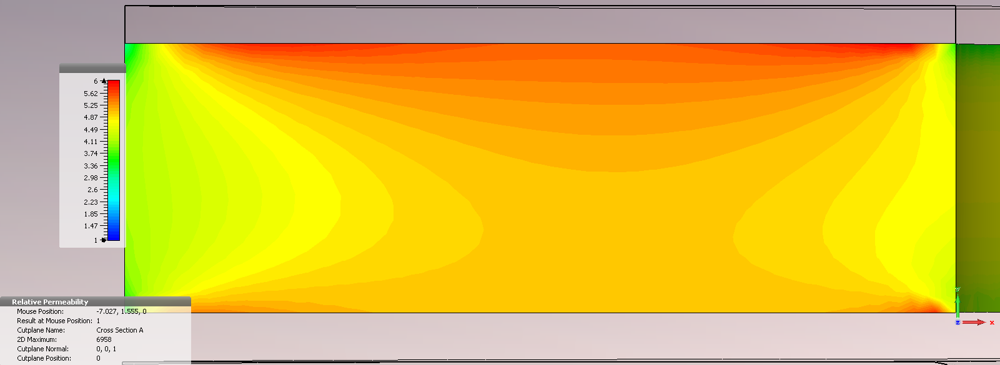 6
5.62
5.25
4.87
4.49
4.11
3.74
3.36
2.98
2.6
2.23
1.85
1.47
1
Relative Permeability
Mouse Position: -7.027, 1.555, 0
Result at Mouse Position: 1
Cutplane Name: Cross Section A
2D Maximum: 6958
Cutplane Normal: 0, 0, 1
Cutplane Position: 0
y
z x